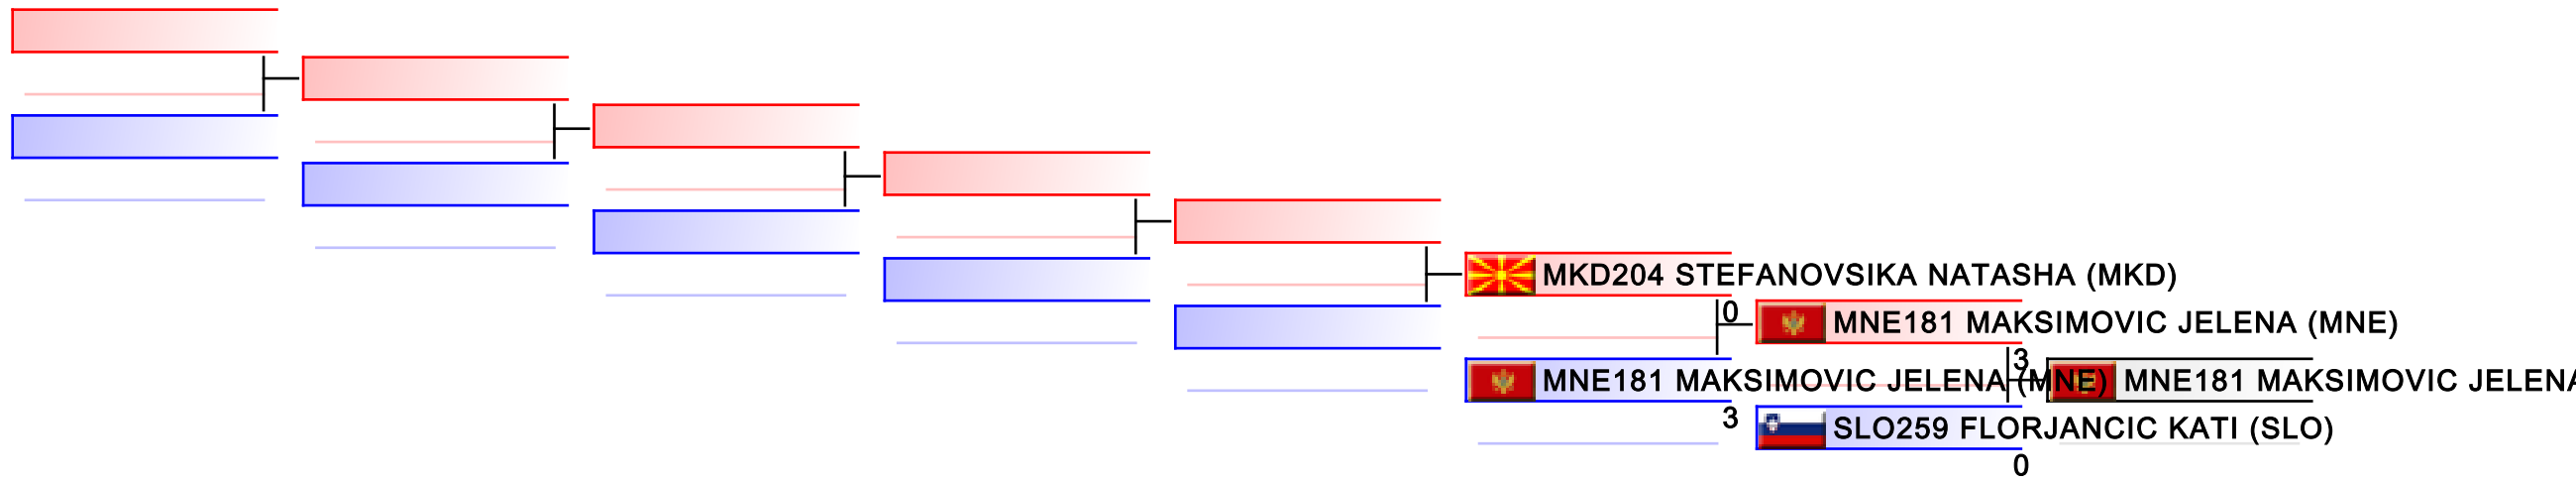 MKD204 STEFANOVSIKA NATASHA (MKD)
0
MNE181 MAKSIMOVIC JELENA (MNE)
3
MNE181 MAKSIMOVIC JELENA (MNE)
MNE181 MAKSIMOVIC JELENA
3
SLO259 FLORJANCIC KATI (SLO)
0